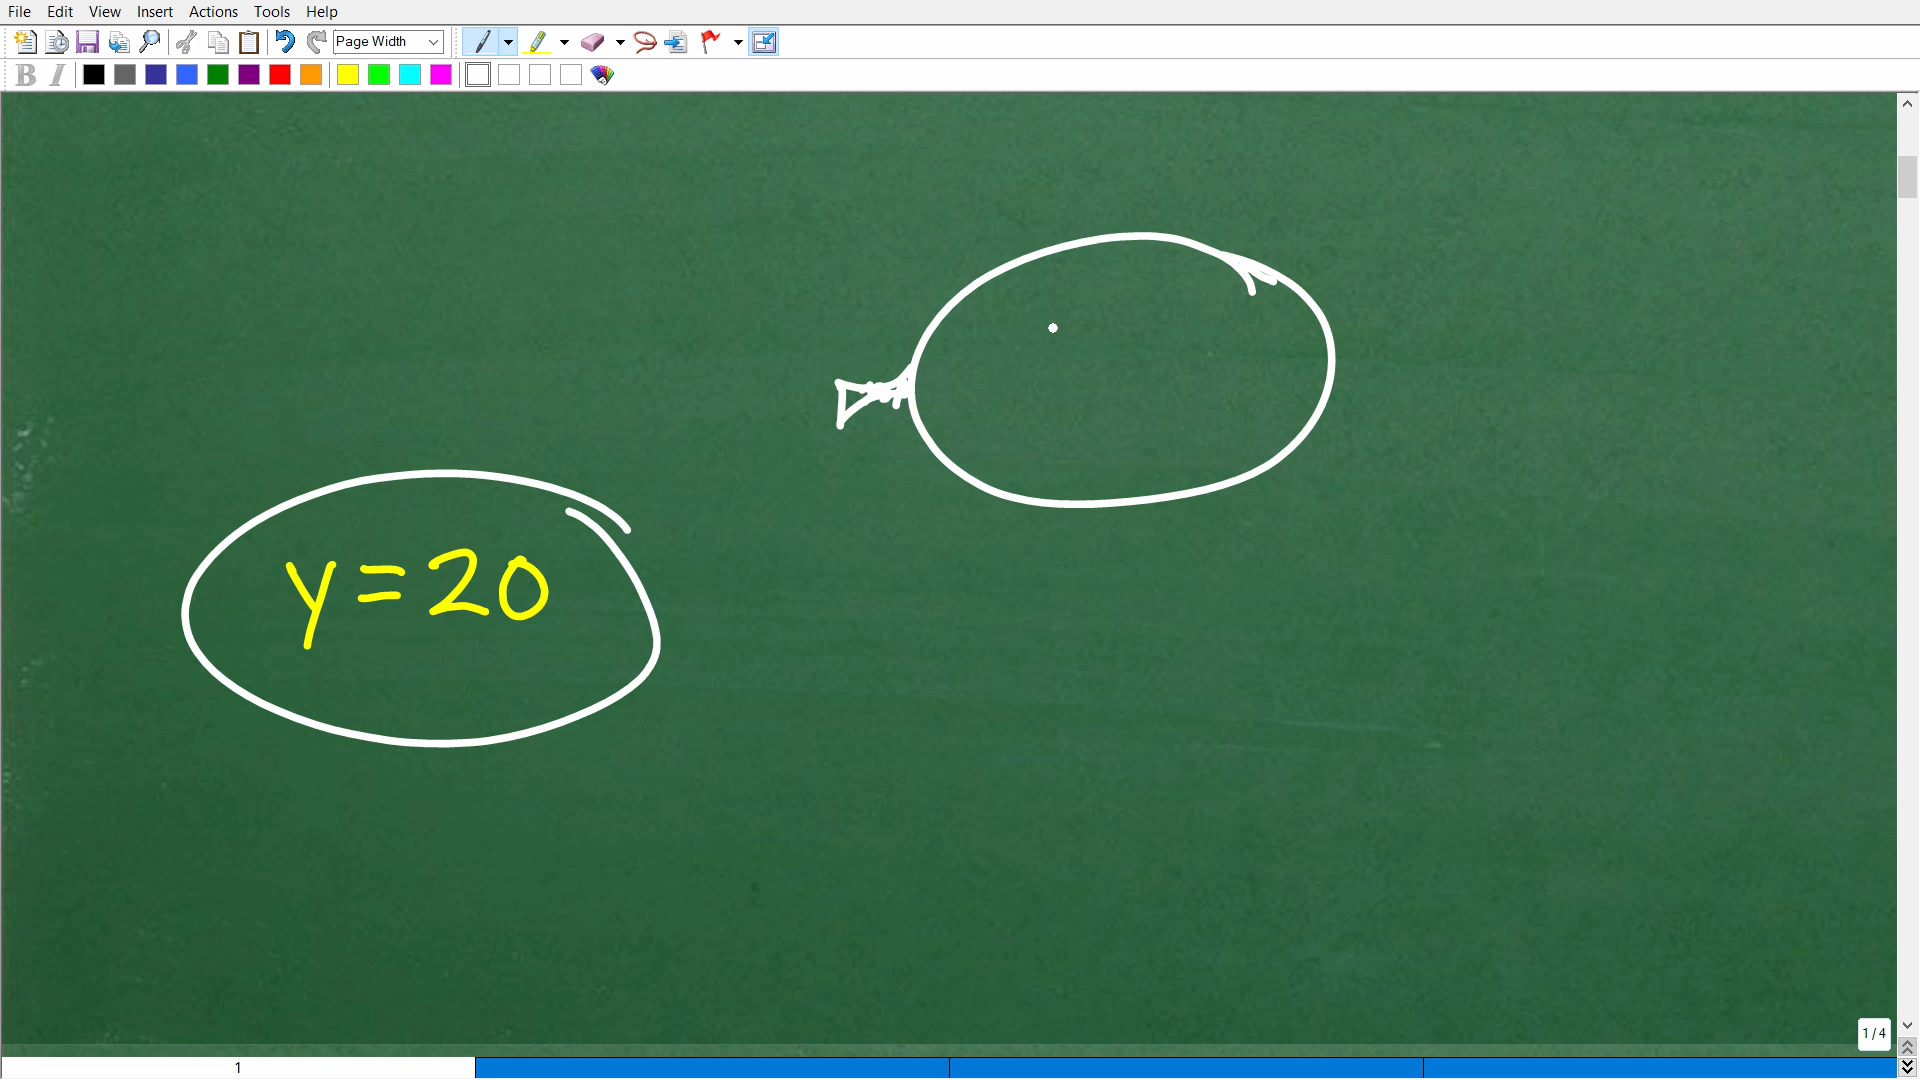 File Edit View Insert Actions Tools Help
Page Width
B I
y = 20
1 / 4
1